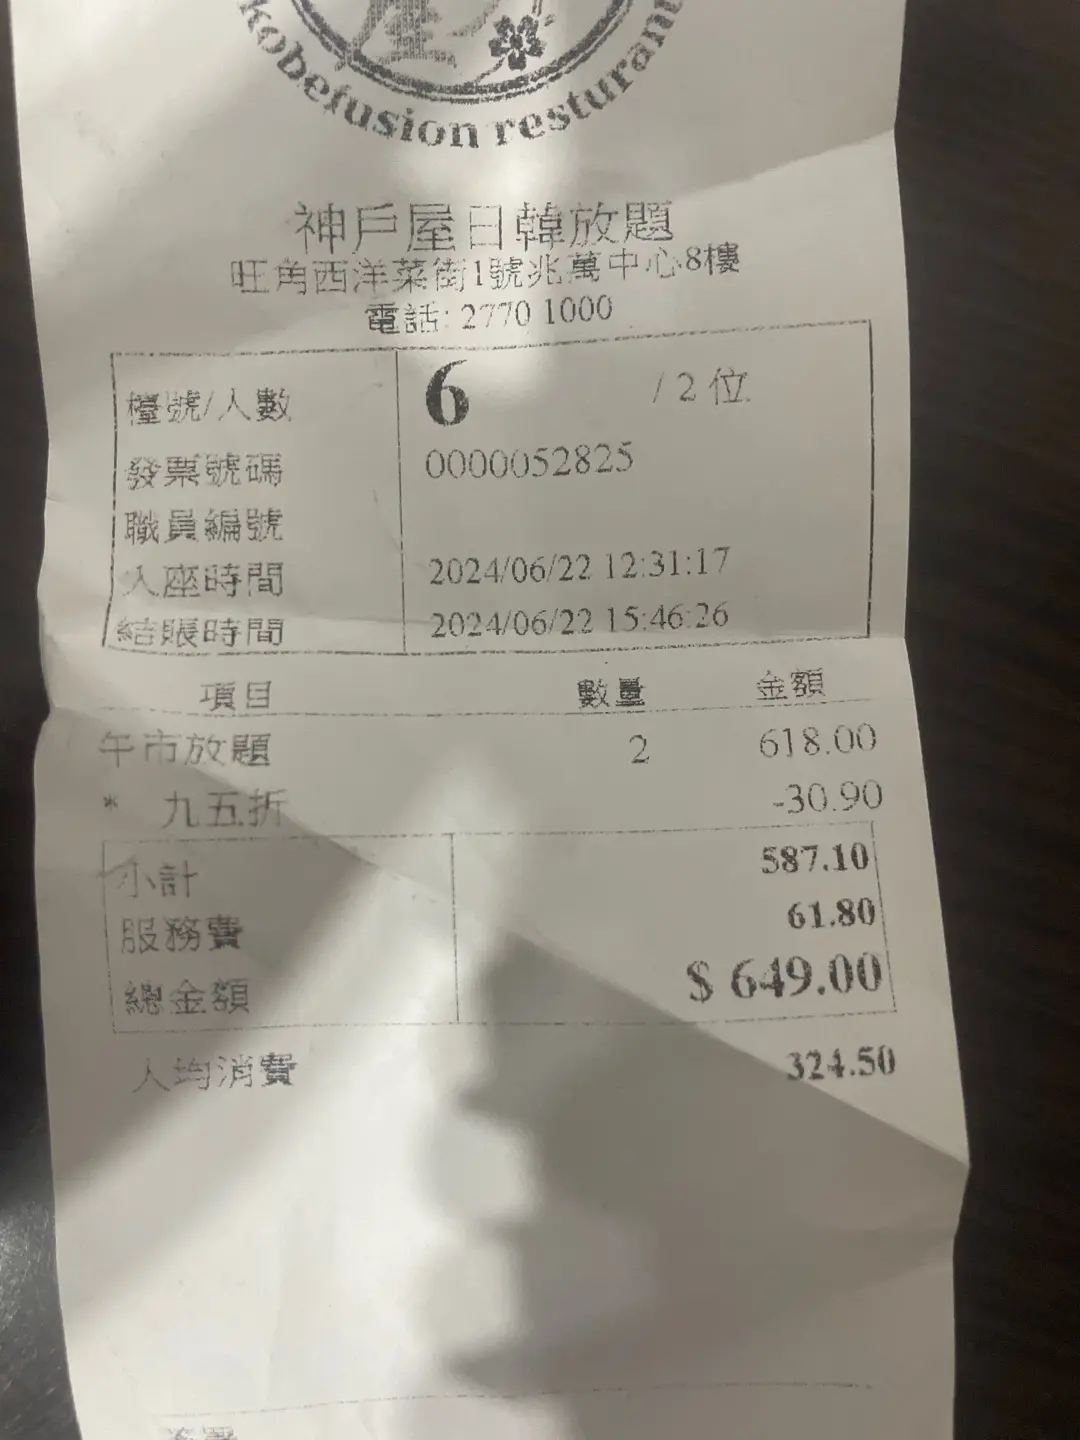 屋
kobefusion resturant
神戶屋日韓放題
旺角西洋菜街1號兆萬中心8樓
電話: 2770 1000
檯號/人數 6 / 2 位
發票號碼 0000052825
職員編號
入座時間 2024/06/22 12:31:17
結賬時間 2024/06/22 15:46:26
項目 數量 金額
午市放題 2 618.00
* 九五折 -30.90
小計 587.10
服務費 61.80
總金額 $ 649.00
人均消費 324.50